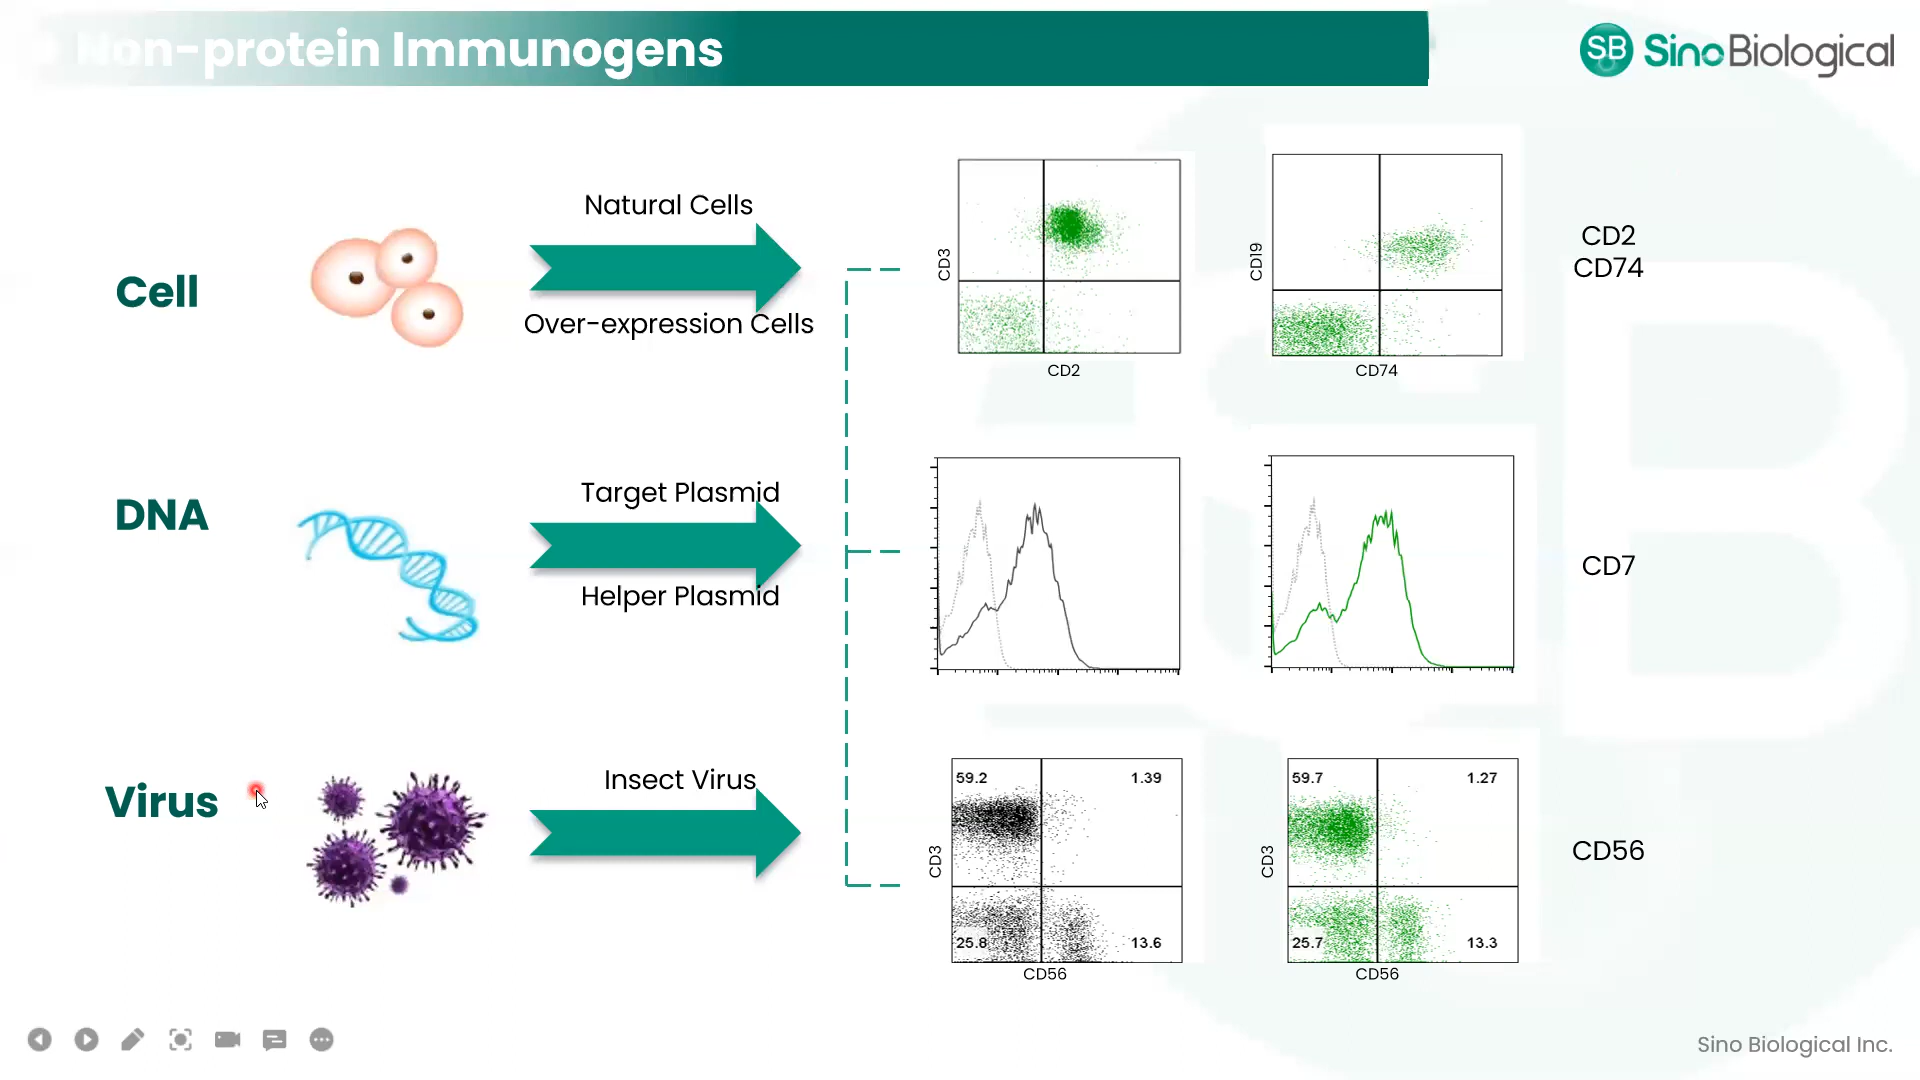 Non-protein Immunogens
SB SinoBiological
Cell
Natural Cells
Over-expression Cells
CD3
CD2
CD19
CD74
CD2
CD74
DNA
Target Plasmid
Helper Plasmid
CD7
Virus
Insect Virus
59.2
1.39
CD3
25.8
13.6
CD56
59.7
1.27
CD3
25.7
13.3
CD56
CD56
Sino Biological Inc.